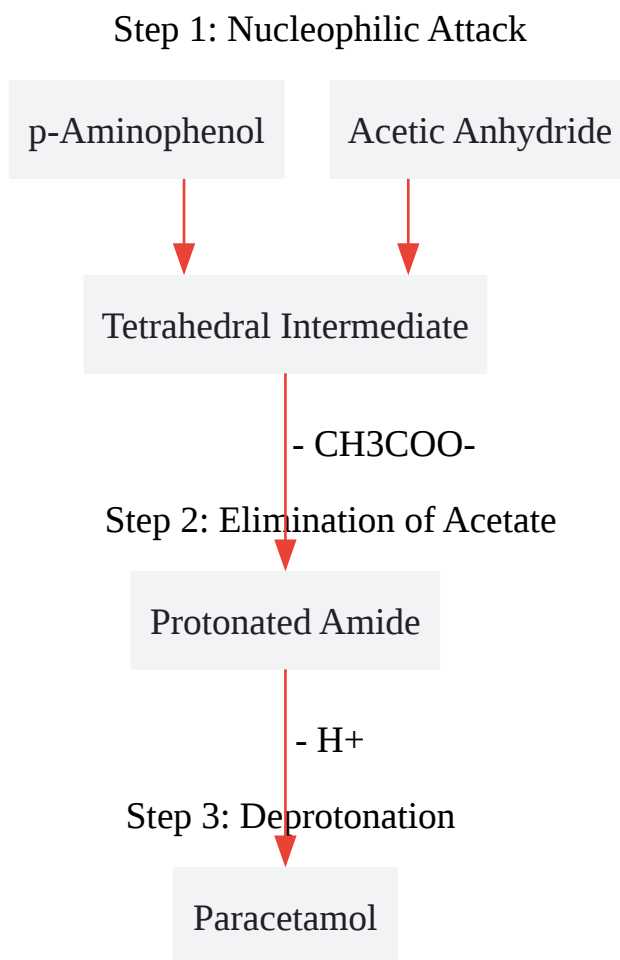 Step 1: Nucleophilic Attack
p-Aminophenol
Acetic Anhydride
Tetrahedral Intermediate
- CH3COO-
Step 2: Elimination of Acetate
Protonated Amide
- H+
Step 3: Deprotonation
Paracetamol